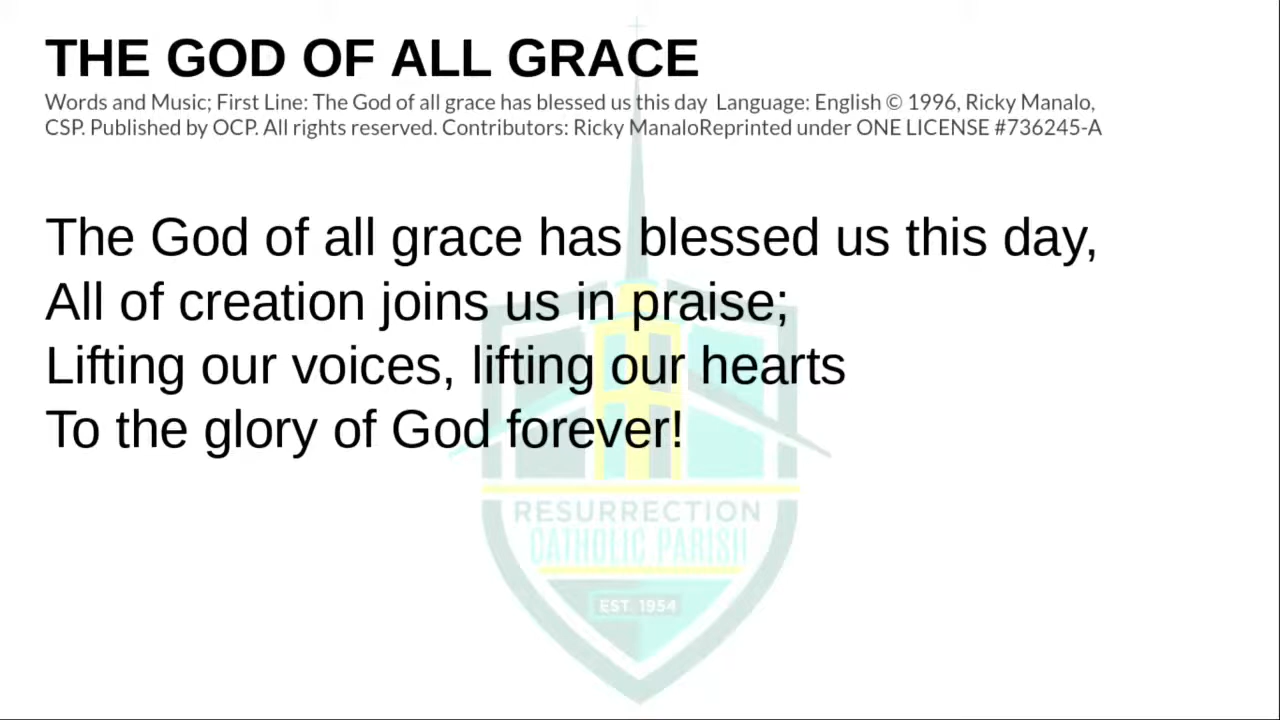 THE GOD OF ALL GRACE
Words and Music; First Line: The God of all grace has blessed us this day  Language: English © 1996, Ricky Manalo,
CSP. Published by OCP. All rights reserved. Contributors: Ricky ManaloReprinted under ONE LICENSE #736245-A
The God of all grace has blessed us this day,
All of creation joins us in praise;
Lifting our voices, lifting our hearts
To the glory of God forever!
RESURRECTION
CATHOLIC PARISH
EST. 1954